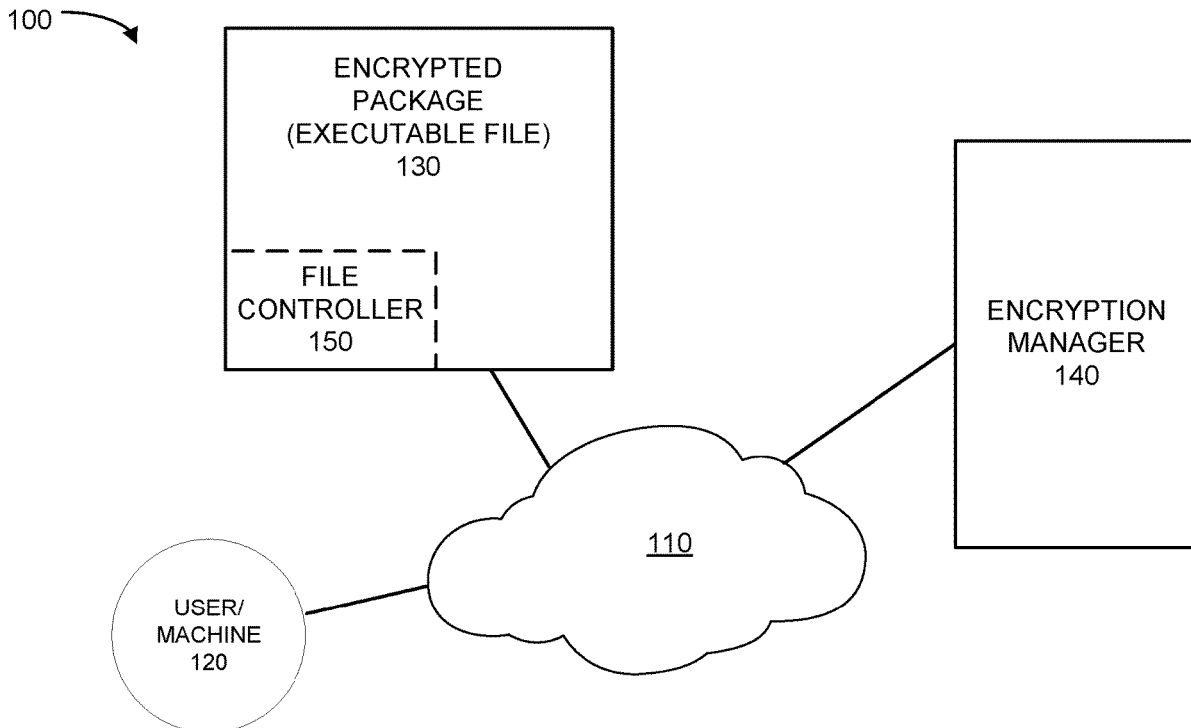 100
ENCRYPTED
PACKAGE
(EXECUTABLE FILE)
130
FILE
CONTROLLER
150
ENCRYPTION
MANAGER
140
110
USER/
MACHINE
120